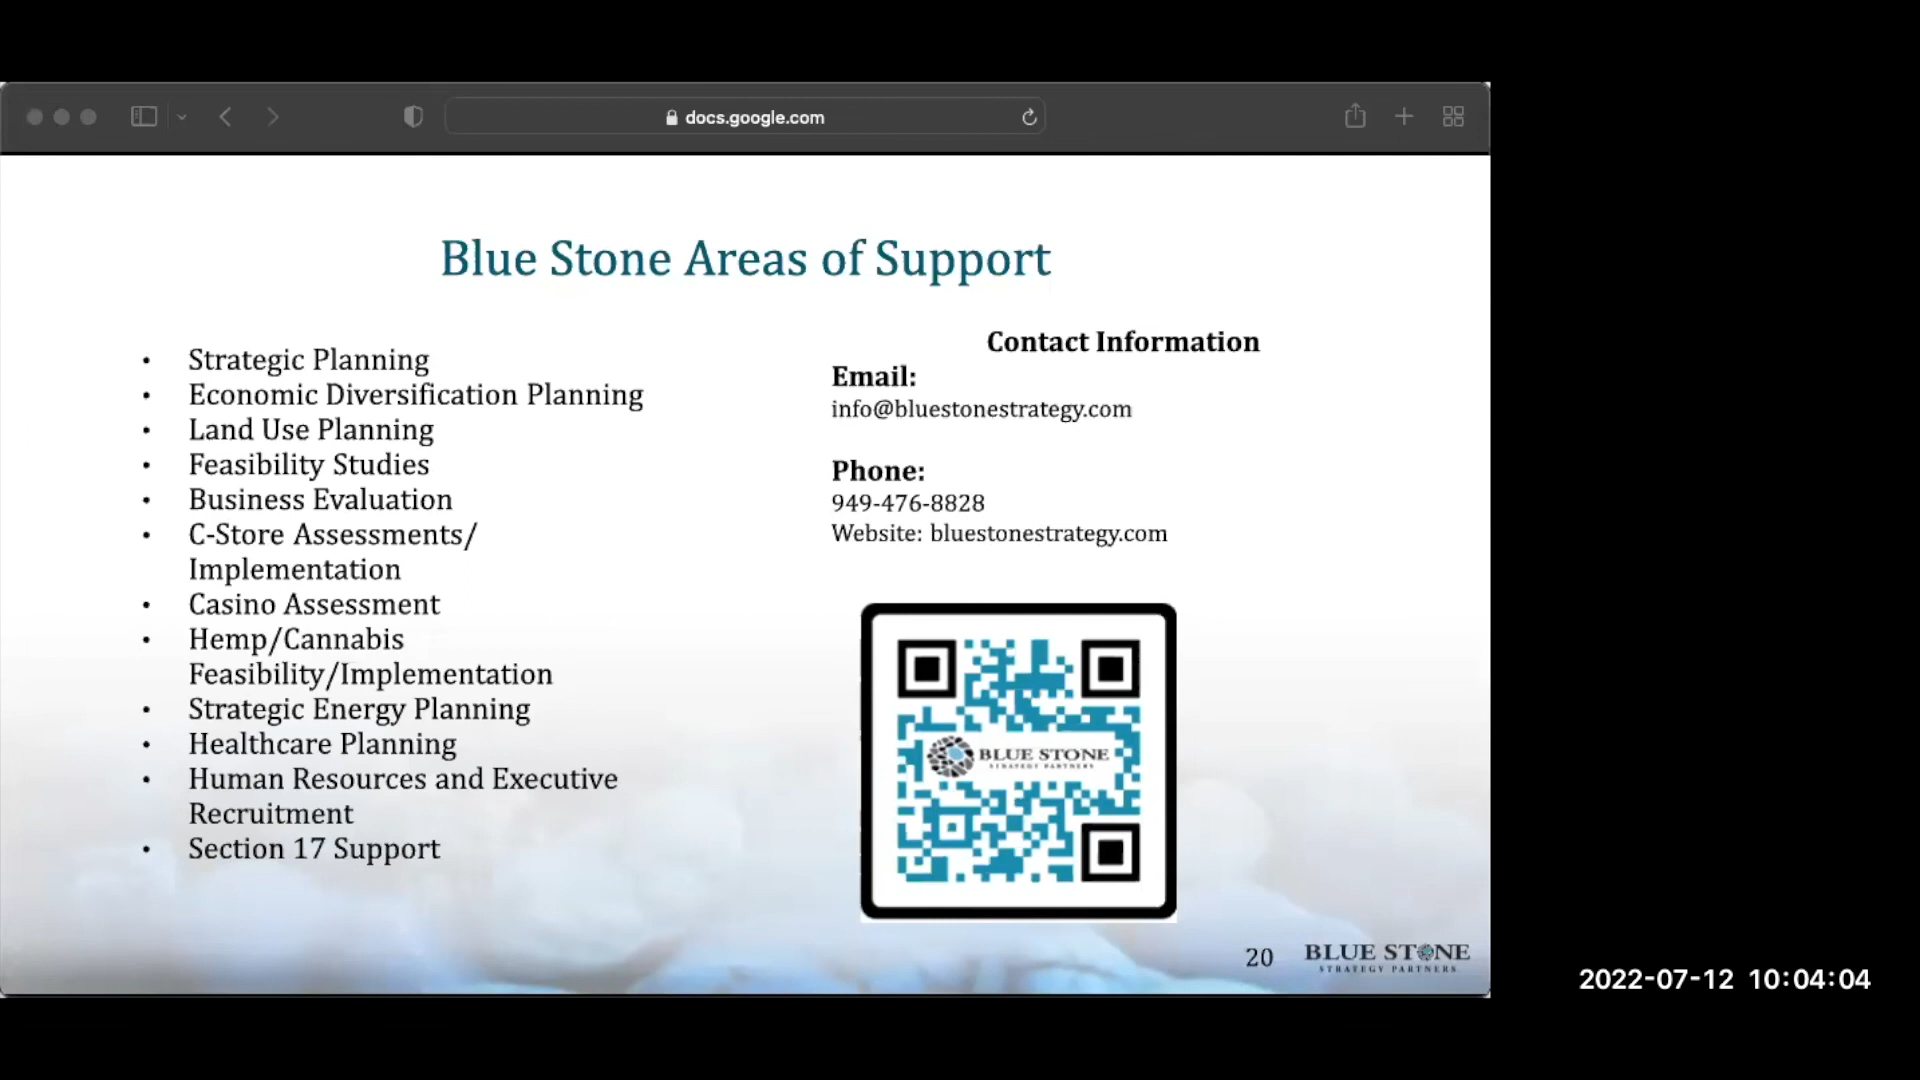 docs.google.com
Blue Stone Areas of Support
• Strategic Planning
• Economic Diversification Planning
• Land Use Planning
• Feasibility Studies
• Business Evaluation
• C-Store Assessments/
Implementation
• Casino Assessment
• Hemp/Cannabis
Feasibility/Implementation
• Strategic Energy Planning
• Healthcare Planning
• Human Resources and Executive
Recruitment
• Section 17 Support
Contact Information
Email:
info@bluestonestrategy.com
Phone:
949-476-8828
Website: bluestonestrategy.com
BLUE STONE
STRATEGY PARTNERS
20
BLUE STONE
STRATEGY PARTNERS
2022-07-12 10:04:04